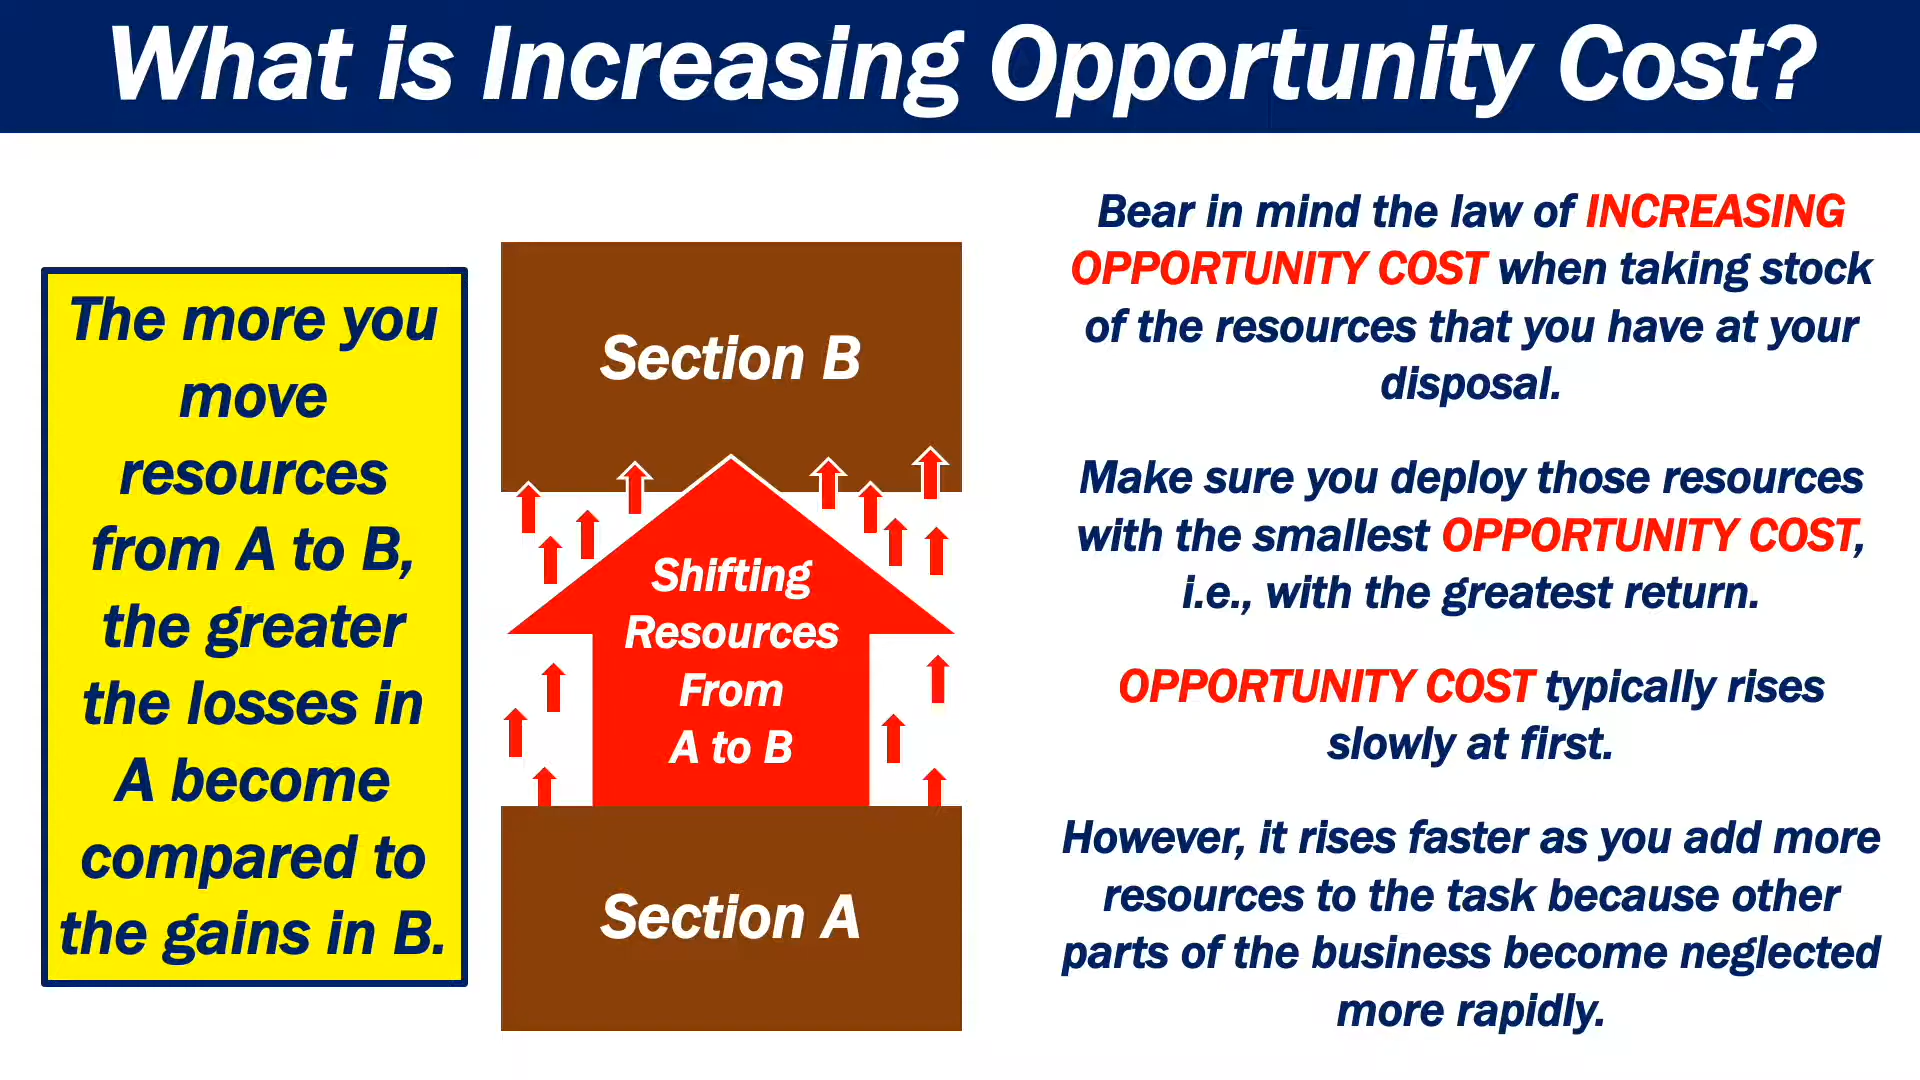 What is Increasing Opportunity Cost?
The more you
move
resources
from A to B,
the greater
the losses in
A become
compared to
the gains in B.
Section B
Shifting
Resources
From
A to B
Section A
Bear in mind the law of INCREASING
OPPORTUNITY COST when taking stock
of the resources that you have at your
disposal.
Make sure you deploy those resources
with the smallest OPPORTUNITY COST,
i.e., with the greatest return.
OPPORTUNITY COST typically rises
slowly at first.
However, it rises faster as you add more
resources to the task because other
parts of the business become neglected
more rapidly.